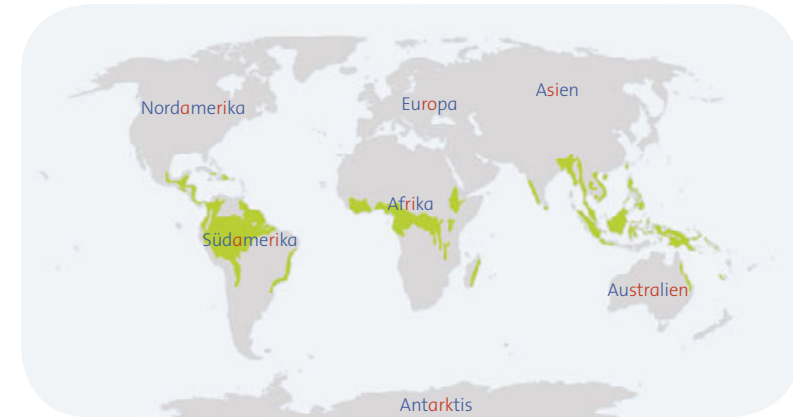 Asien
Europa
Nordamerika
Afrika
Südamerika
Australien
Antarktis